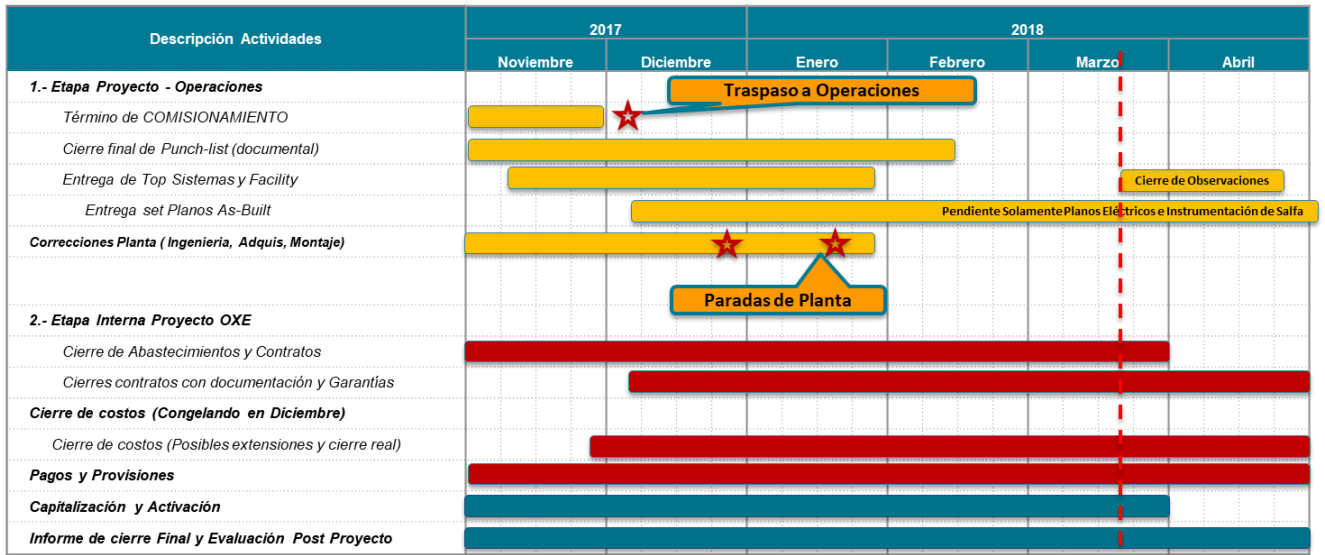 Descripción Actividades
2017
2018
Noviembre
Diciembre
Enero
Febrero
Marzo
Abril
1.- Etapa Proyecto - Operaciones
Traspaso a Operaciones
Término de COMISIONAMIENTO
Cierre final de Punch-list (documental)
Entrega de Top Sistemas y Facility
Cierre de Observaciones
Entrega set Planos As-Built
Pendiente Solamente Planos Eléctricos e Instrumentación de Salfa
Correcciones Planta ( Ingenieria, Adquis, Montaje)
Paradas de Planta
2.- Etapa Interna Proyecto OXE
Cierre de Abastecimientos y Contratos
Cierres contratos con documentación y Garantías
Cierre de costos (Congelando en Diciembre)
Cierre de costos (Posibles extensiones y cierre real)
Pagos y Provisiones
Capitalización y Activación
Informe de cierre Final y Evaluación Post Proyecto